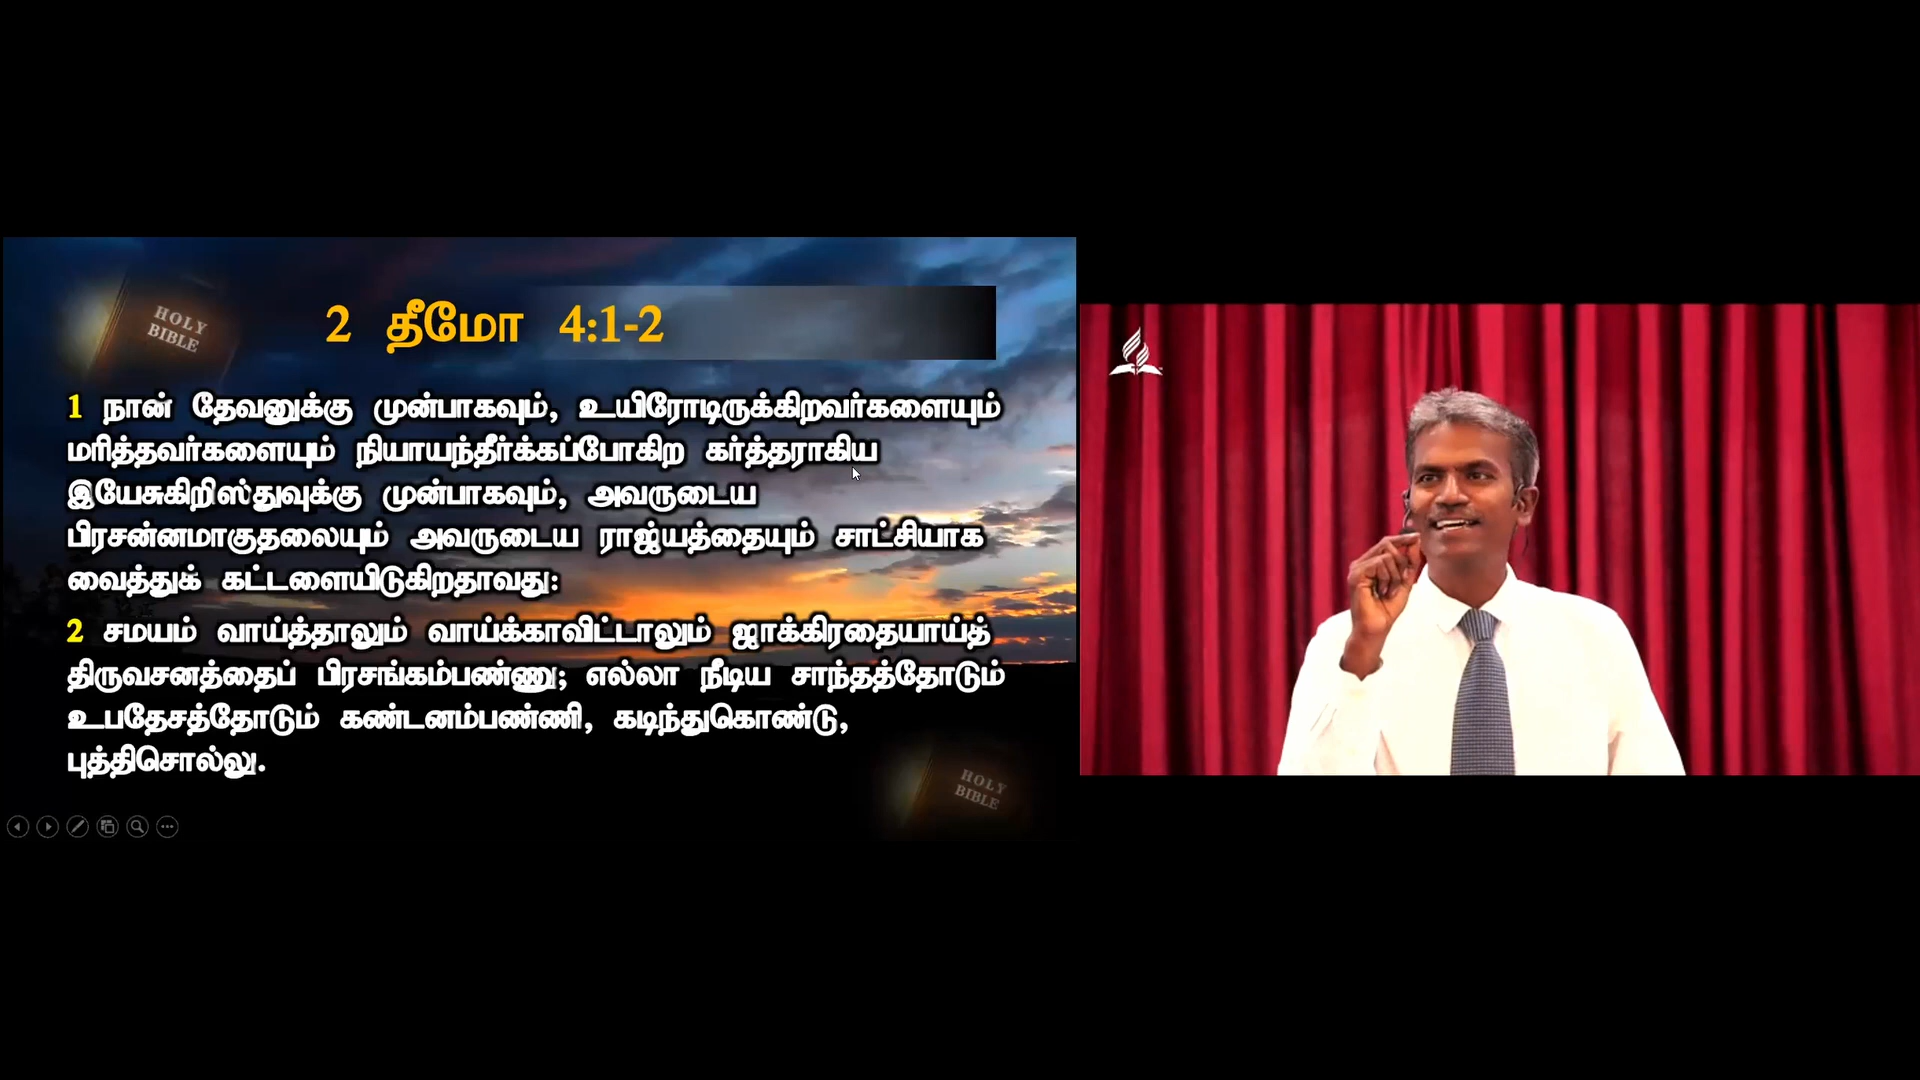 HOLY
BIBLE
2 தீமோ 4:1-2
1 நான் தேவனுக்கு முன்பாகவும், உயிரோடிருக்கிறவர்களையும்
மரித்தவர்களையும் நியாயந்தீர்க்கப்போகிற கர்த்தராகிய
இயேசுகிறிஸ்துவுக்கு முன்பாகவும், அவருடைய
பிரசன்னமாகுதலையும் அவருடைய ராஜ்யத்தையும் சாட்சியாக
வைத்துக் கட்டளையிடுகிறதாவது:
2 சமயம் வாய்த்தாலும் வாய்க்காவிட்டாலும் ஜாக்கிரதையாய்த்
திருவசனத்தைப் பிரசங்கம்பண்ணு; எல்லா நீடிய சாந்தத்தோடும்
உபதேசத்தோடும் கண்டனம்பண்ணி, கடிந்துகொண்டு,
புத்திசொல்லு.
HOLY
BIBLE